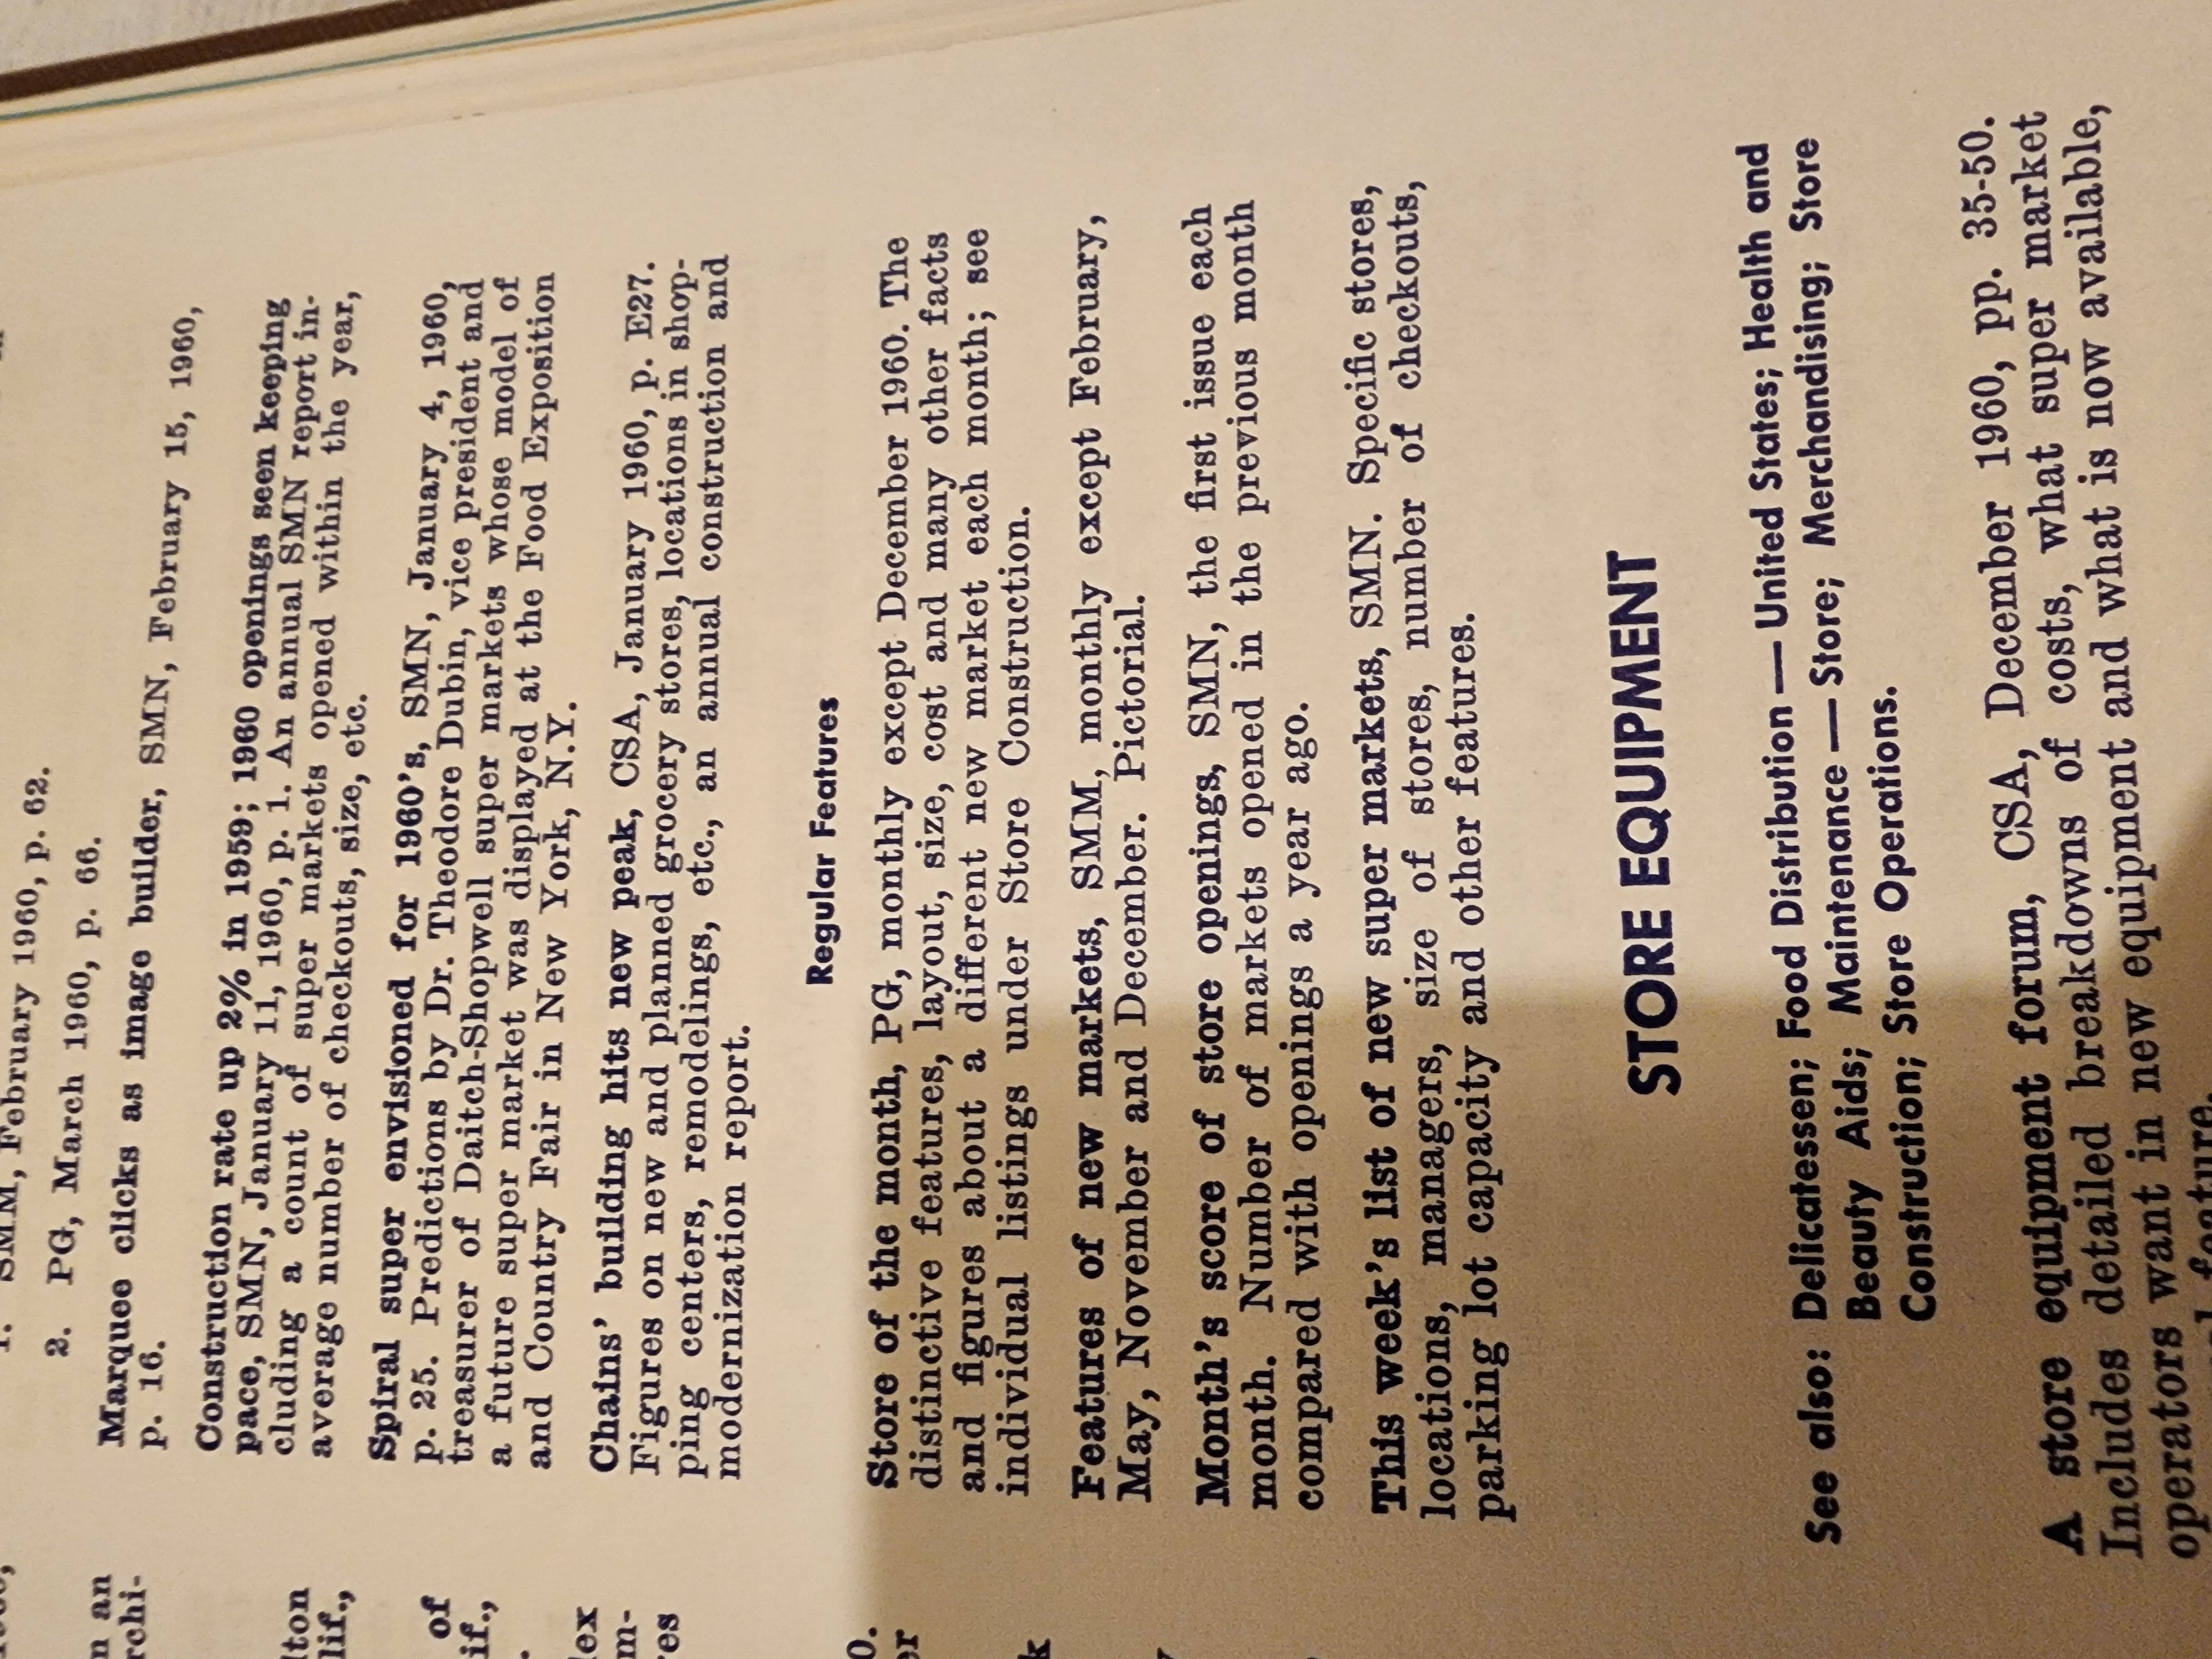 SMM, February 1960, p. 62.
2. PG, March 1960, p. 66.
Marquee clicks as image builder, SMN, February 15, 1960,
p. 16.
Construction rate up 2% in 1959; 1960 openings seen keeping
pace, SMN, January 11, 1960, p. 1. An annual SMN report in-
cluding a count of super markets opened within the year,
average number of checkouts, size, etc.
Spiral super envisioned for 1960's, SMN, January 4, 1960,
p. 25. Predictions by Dr. Theodore Dubin, vice president and
treasurer of Daitch-Shopwell super markets whose model of
a future super market was displayed at the Food Exposition
and Country Fair in New York, N.Y.
Chains' building hits new peak, CSA, January 1960, p. E27.
Figures on new and planned grocery stores, locations in shop-
ping centers, remodelings, etc., an annual construction and
modernization report.
Regular Features
Store of the month, PG, monthly except December 1960. The
distinctive features, layout, size, cost and many other facts
and figures about a different new market each month; see
individual listings under Store Construction.
Features of new markets, SMM, monthly except February,
May, November and December. Pictorial.
Month's score of store openings, SMN, the first issue each
month. Number of markets opened in the previous month
compared with openings a year ago.
This week's list of new super markets, SMN. Specific stores,
locations, managers, size of stores, number of checkouts,
parking lot capacity and other features.
STORE EQUIPMENT
See also: Delicatessen; Food Distribution — United States; Health and
Beauty Aids; Maintenance — Store; Merchandising; Store
Construction; Store Operations.
A store equipment forum, CSA, December 1960, pp. 35-50.
Includes detailed breakdowns of costs, what super market
operators want in new equipment and what is now available,
feature.